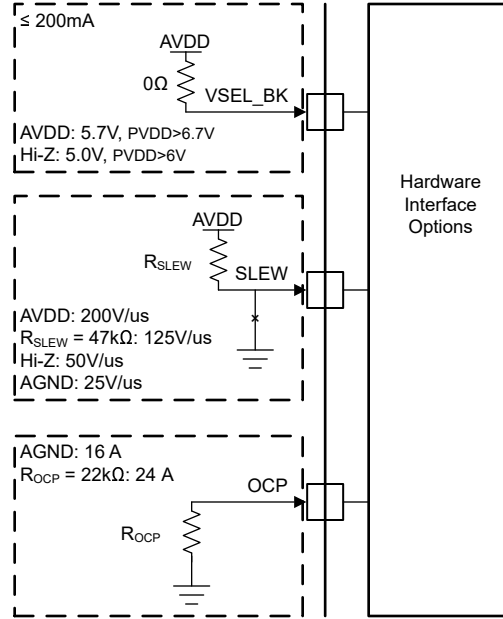 ≤ 200mA
AVDD
0Ω
VSEL_BK
AVDD: 5.7V, PVDD>6.7V
Hi-Z: 5.0V, PVDD>6V
Hardware
Interface
Options
AVDD
RSLEW
SLEW
AVDD: 200V/us
RSLEW = 47kΩ: 125V/us
Hi-Z: 50V/us
AGND: 25V/us
AGND: 16 A
ROCP = 22kΩ: 24 A
OCP
ROCP